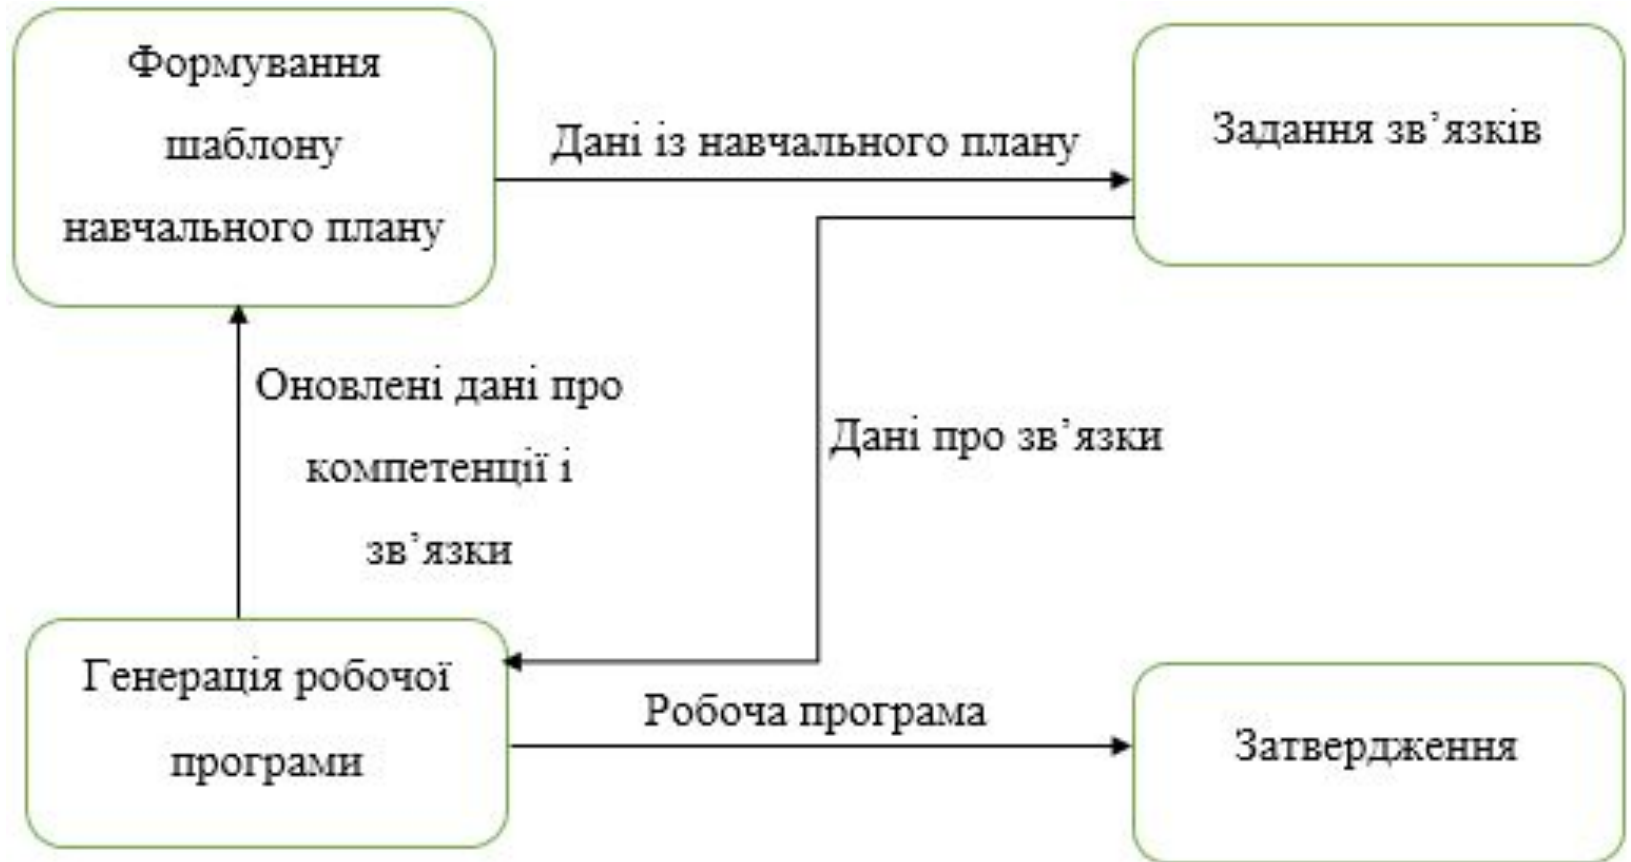 Формування
шаблону
навчального плану
Дані із навчального плану
Задання зв’язків
Оновлені дані про
компетенції і
зв’язки
Дані про зв’язки
Генерація робочої
програми
Робоча програма
Затвердження